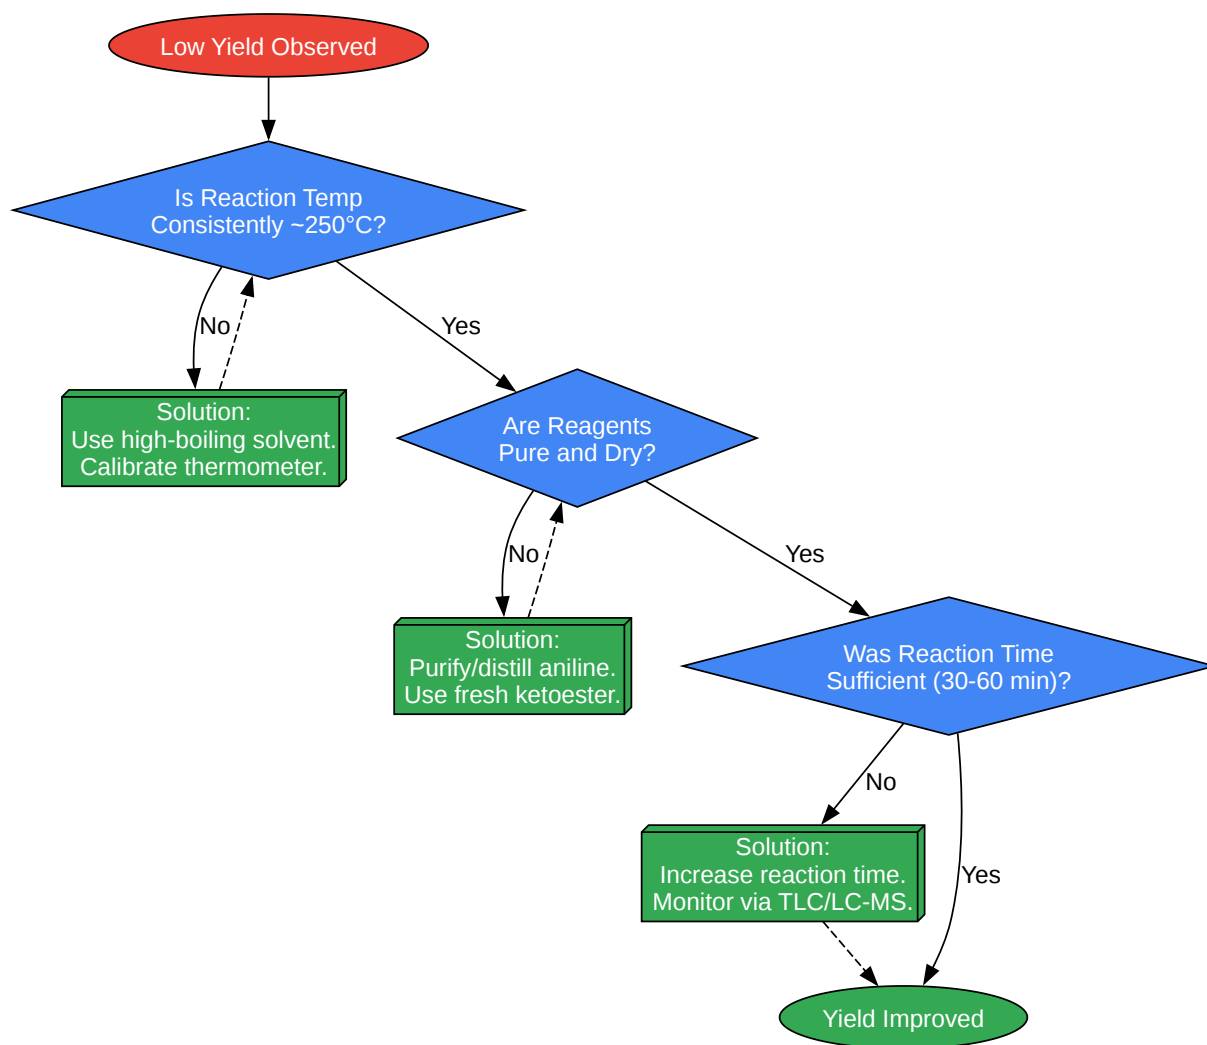 Low Yield Observed
Is Reaction Temp
Consistently ~250°C?
No
Yes
Solution:
Use high-boiling solvent.
Calibrate thermometer.
Are Reagents
Pure and Dry?
No
Yes
Solution:
Purify/distill aniline.
Use fresh ketoester.
Was Reaction Time
Sufficient (30-60 min)?
No
Yes
Solution:
Increase reaction time.
Monitor via TLC/LC-MS.
Yield Improved